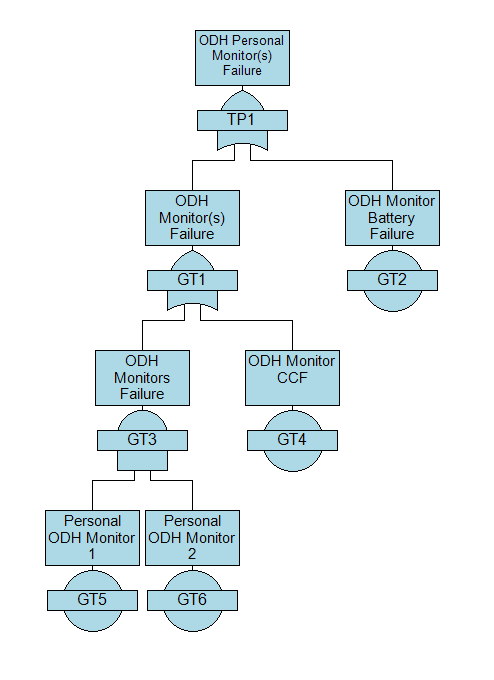 ODH Personal
Monitor(s)
Failure
TP1
ODH
Monitor(s)
Failure
GT1
ODH Monitor
Battery
Failure
GT2
ODH
Monitors
Failure
GT3
ODH Monitor
CCF
GT4
Personal
ODH Monitor
1
GT5
Personal
ODH Monitor
2
GT6